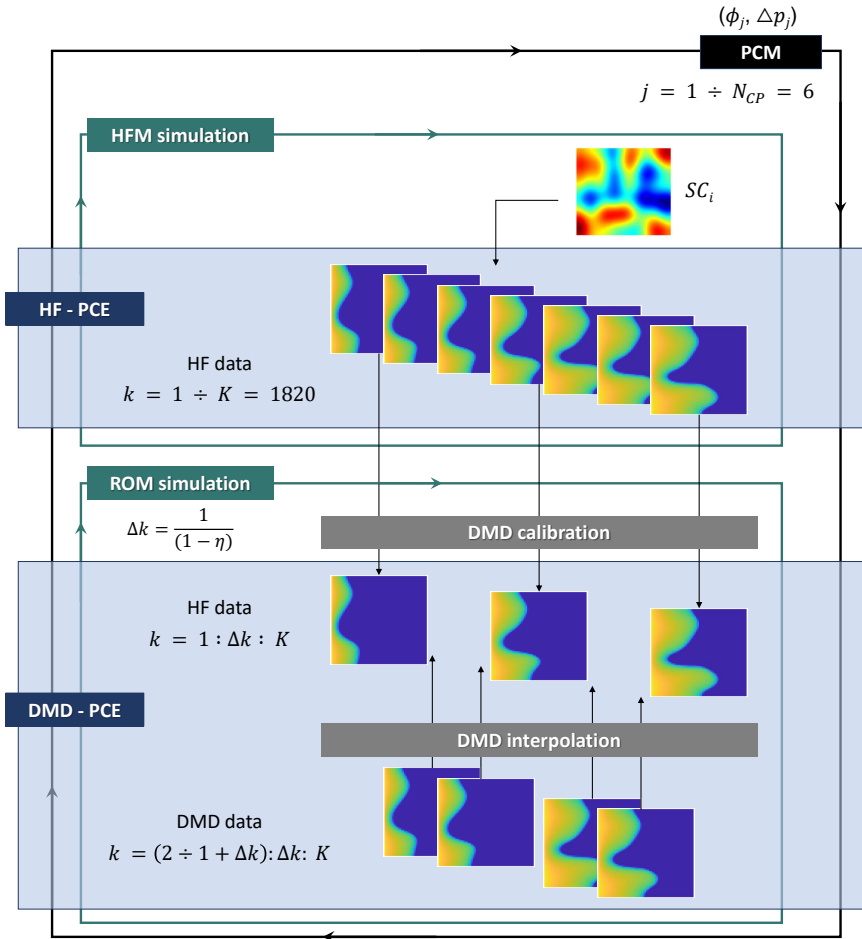 (ϕ_j, △p_j)
PCM
j = 1 ÷ N_CP = 6
HFM simulation
SC_i
HF - PCE
HF data
k = 1 ÷ K = 1820
ROM simulation
Δk = 1/(1 − η)
DMD calibration
HF data
k = 1 : Δk : K
DMD - PCE
DMD interpolation
DMD data
k = (2 ÷ 1 + Δk): Δk: K